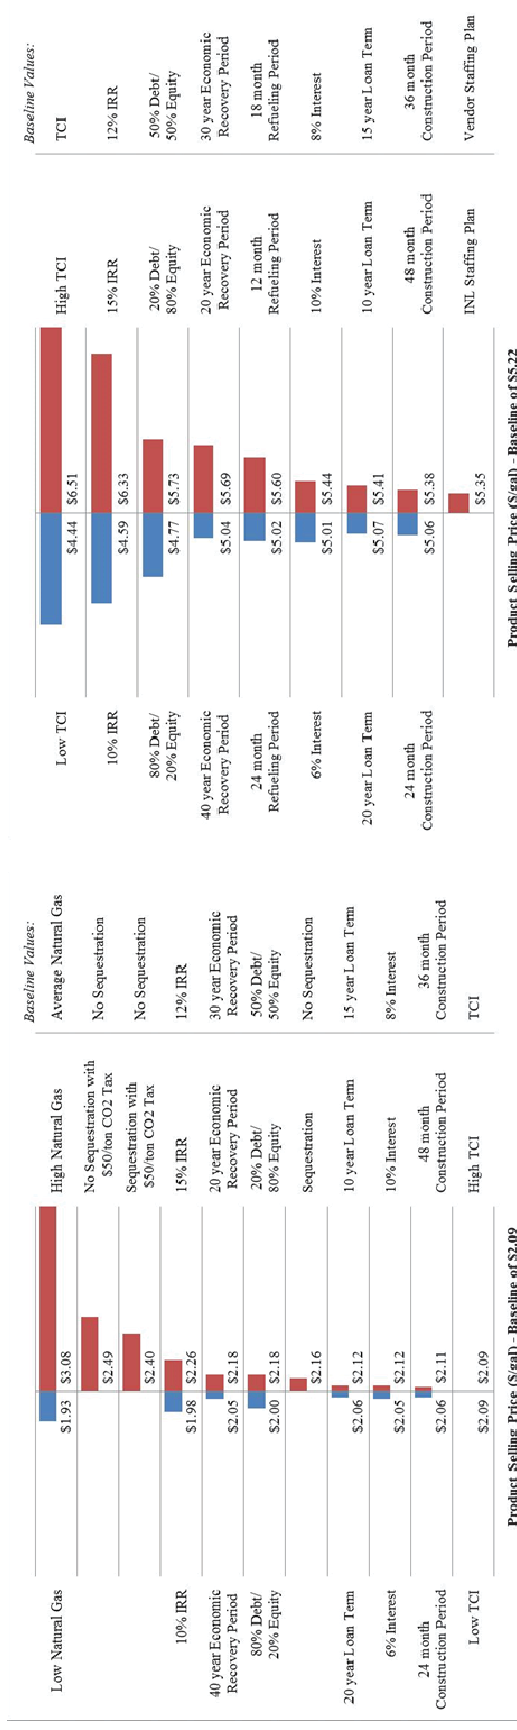 Baseline Values:
Low Natural Gas
$1.93
$3.08
High Natural Gas
Average Natural Gas
$2.49
No Sequestration with
$50/ton CO2 Tax
No Sequestration
$2.40
Sequestration with
$50/ton CO2 Tax
No Sequestration
10% IRR
$1.98
$2.26
15% IRR
12% IRR
40 year Economic
Recovery Period
$2.05
$2.18
20 year Economic
Recovery Period
30 year Economic
Recovery Period
80% Debt/
20% Equity
$2.00
$2.18
20% Debt/
80% Equity
50% Debt/
50% Equity
$2.16
Sequestration
No Sequestration
20 year Loan Term
$2.06
$2.12
10 year Loan Term
15 year Loan Term
6% Interest
$2.05
$2.12
10% Interest
8% Interest
24 month
Construction Period
$2.06
$2.11
48 month
Construction Period
36 month
Construction Period
Low TCI
$2.09
$2.09
High TCI
TCI
Product Selling Price ($/gal) - Baseline of $2.09
Baseline Values:
Low TCI
$4.44
$6.51
High TCI
TCI
10% IRR
$4.59
$6.33
15% IRR
12% IRR
80% Debt/
20% Equity
$4.77
$5.73
20% Debt/
80% Equity
50% Debt/
50% Equity
40 year Economic
Recovery Period
$5.04
$5.69
20 year Economic
Recovery Period
30 year Economic
Recovery Period
24 month
Refueling Period
$5.02
$5.60
12 month
Refueling Period
18 month
Refueling Period
6% Interest
$5.01
$5.44
10% Interest
8% Interest
20 year Loan Term
$5.07
$5.41
10 year Loan Term
15 year Loan Term
24 month
Construction Period
$5.06
$5.38
48 month
Construction Period
36 month
Construction Period
$5.35
INL Staffing Plan
Vendor Staffing Plan
Product Selling Price ($/gal) - Baseline of $5.22